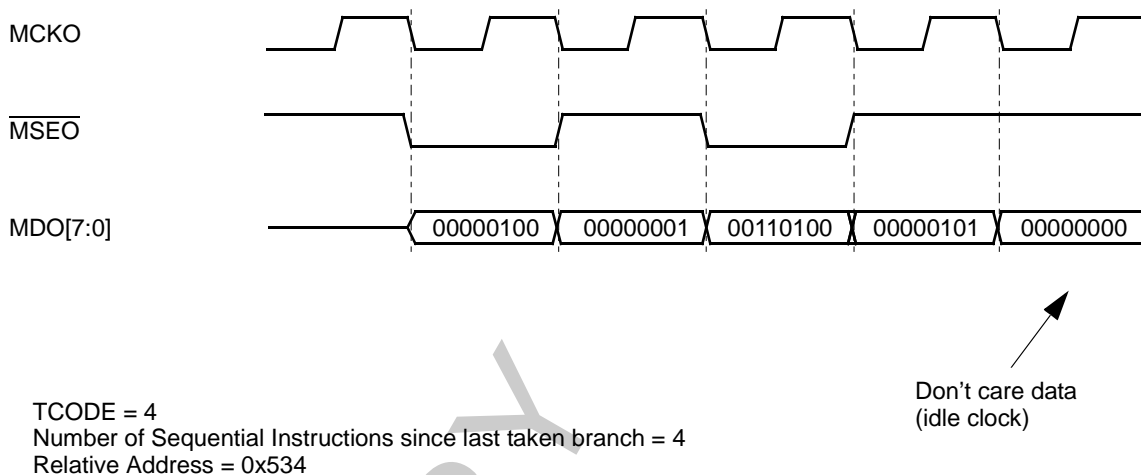 MCKO
MSEO
MDO[7:0]
00000100 00000001 00110100 00000101 00000000
Don’t care data
(idle clock)
TCODE = 4
Number of Sequential Instructions since last taken branch = 4
Relative Address = 0x534